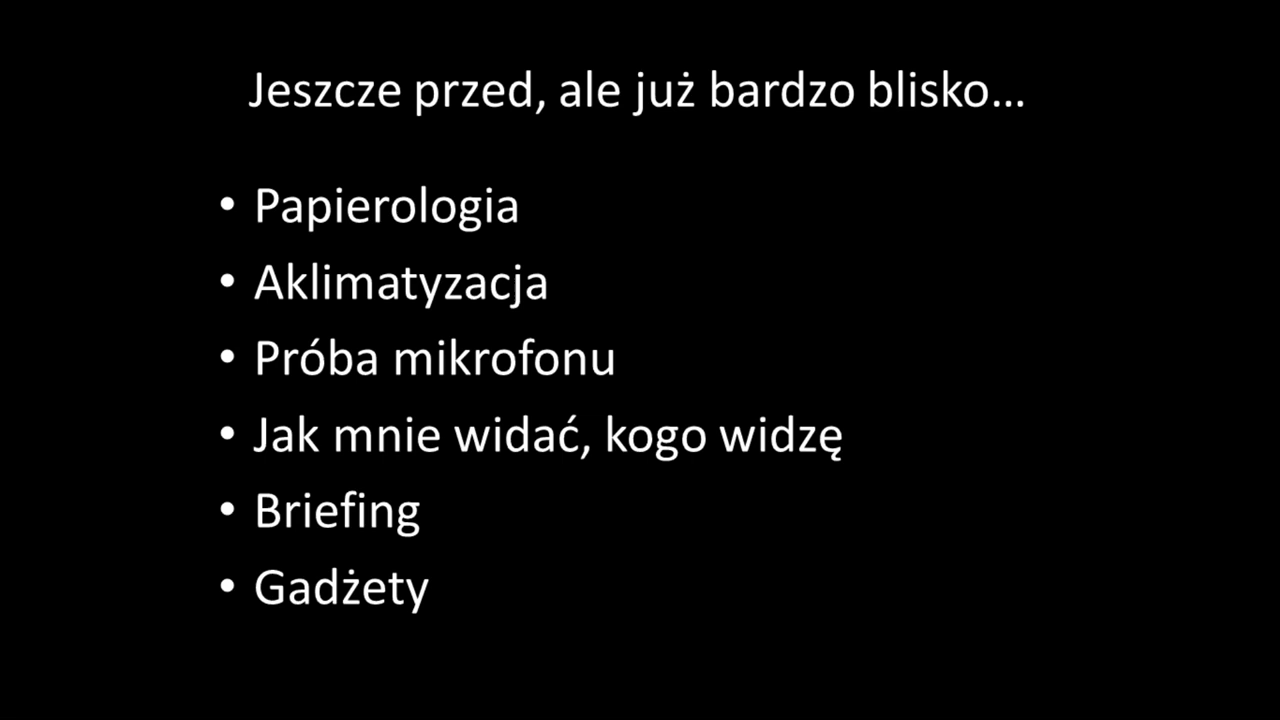 Jeszcze przed, ale już bardzo blisko...
• Papierologia
• Aklimatyzacja
• Próba mikrofonu
• Jak mnie widać, kogo widzę
• Briefing
• Gadżety